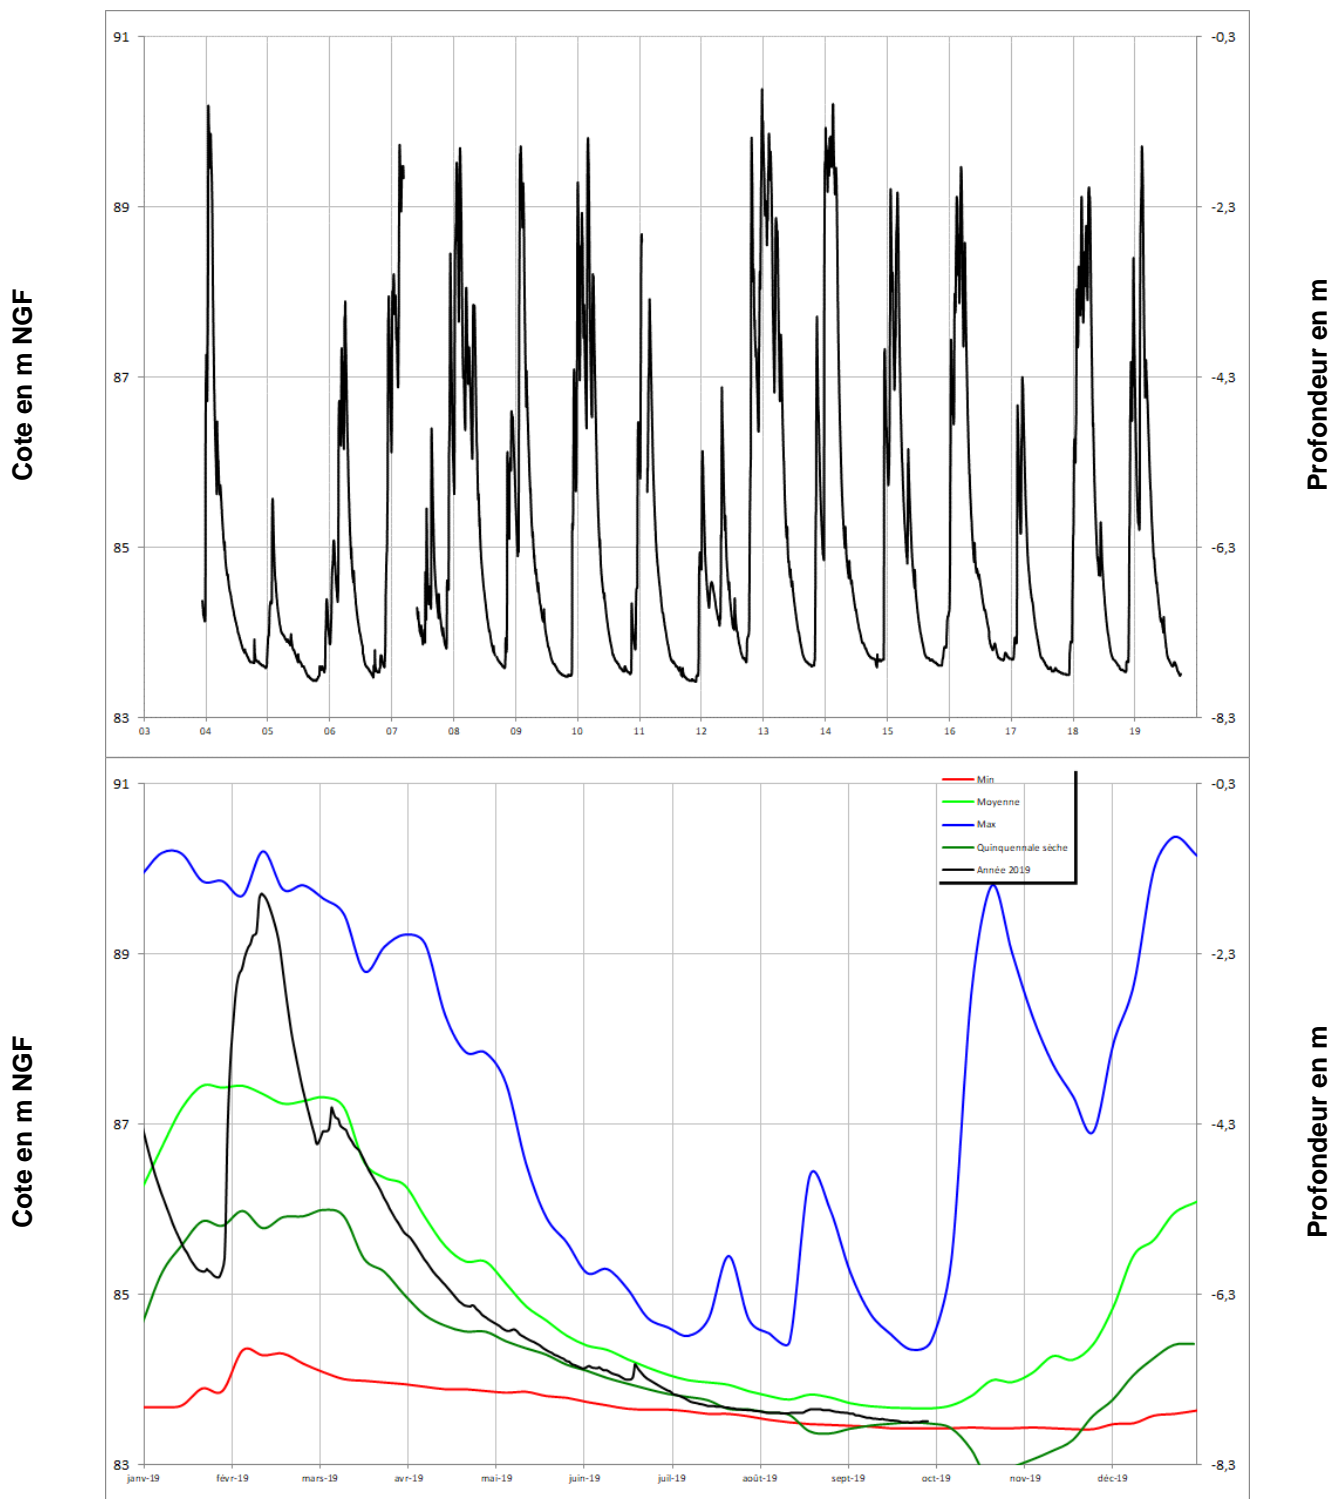 91
-0,3
89
-2,3
87
-4,3
85
-6,3
83
-8,3
Cote en m NGF
Profondeur en m
03 04 05 06 07 08 09 10 11 12 13 14 15 16 17 18 19
91
-0,3
Min
Moyenne
Max
Quinquennale sèche
Année 2019
89
-2,3
87
-4,3
85
-6,3
83
-8,3
Cote en m NGF
Profondeur en m
janv-19 févr-19 mars-19 avr-19 mai-19 juin-19 juil-19 août-19 sept-19 oct-19 nov-19 déc-19